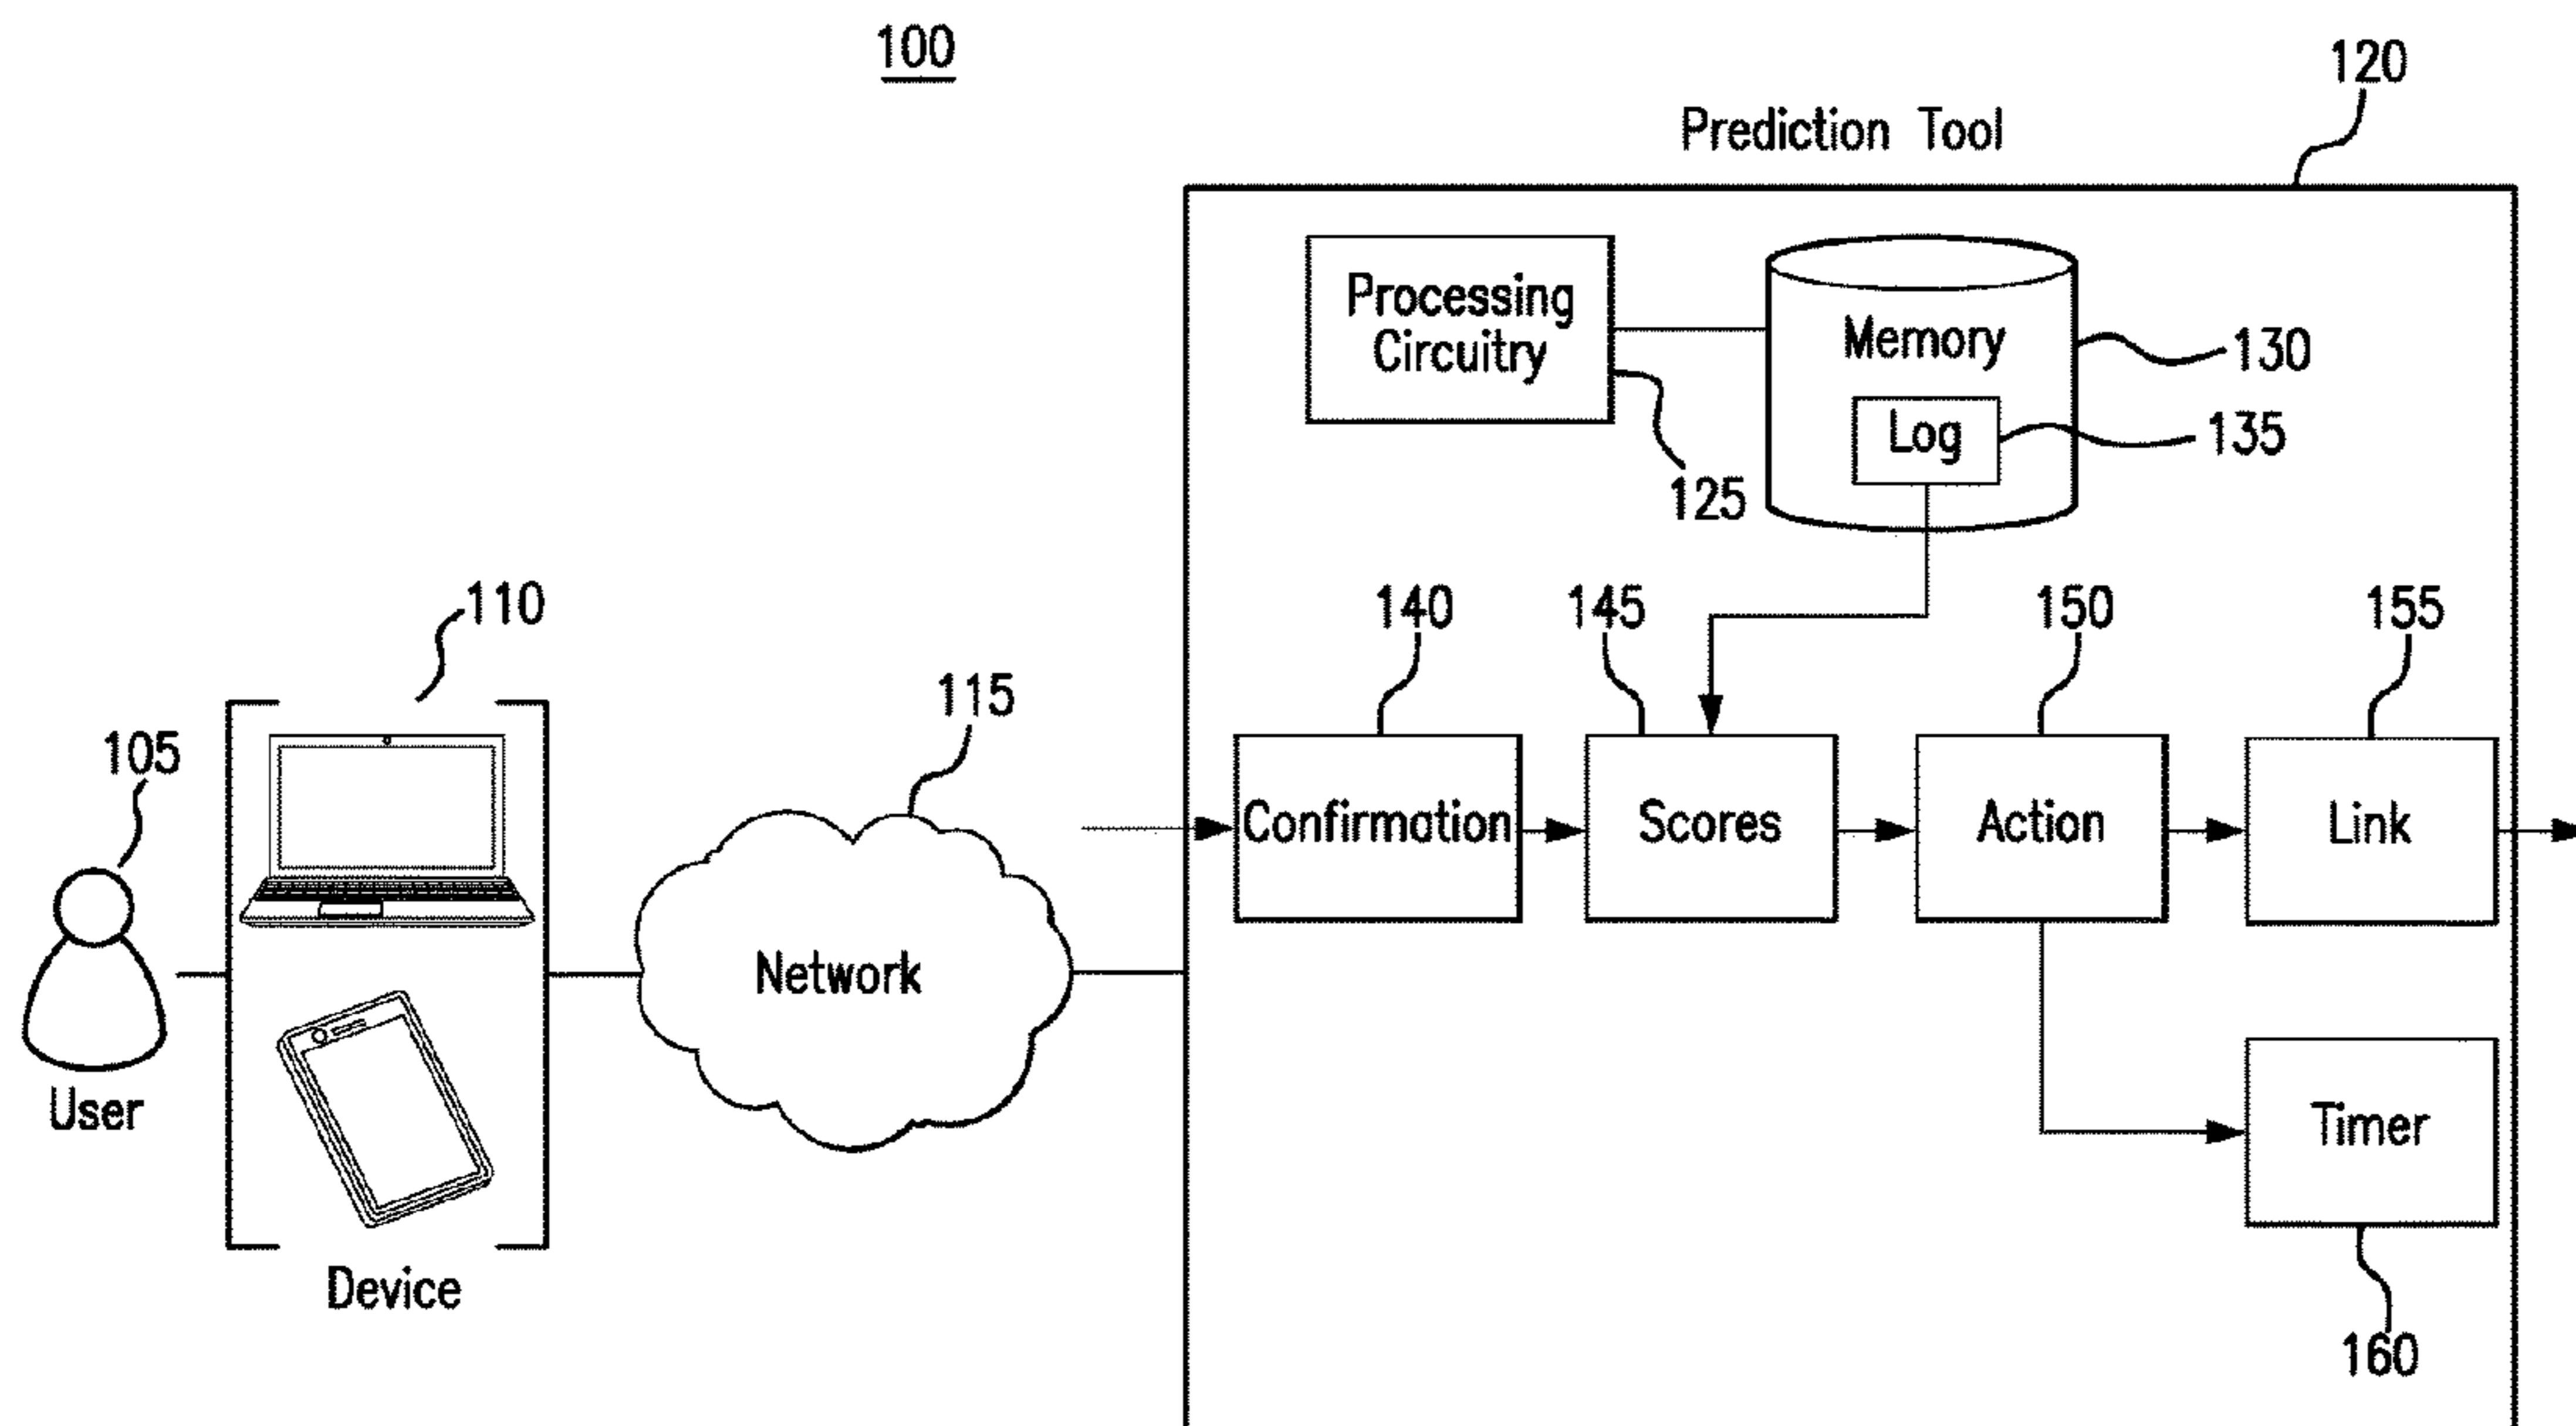 100
120
Prediction Tool
Processing
Circuitry
Memory
130
Log
135
125
110
140
145
150
155
115
105
Confirmation
Scores
Action
Link
Network
User
Timer
Device
160